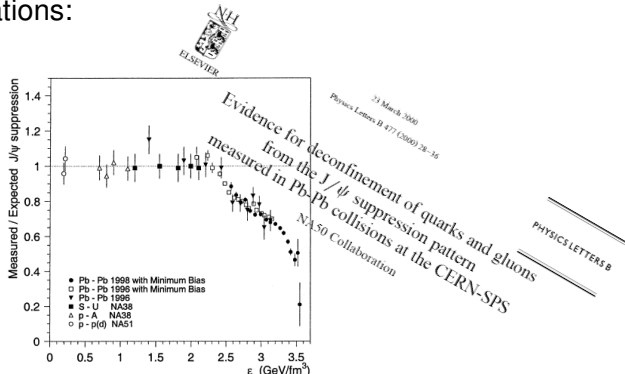 ations:
NH
ELSEVIER
23 March 2000
Physics Letters B 477 (2000) 28–36
PHYSICS LETTERS B
Evidence for deconfinement of quarks and gluons
from the J/ψ suppression pattern
measured in Pb-Pb collisions at the CERN-SPS
NA50 Collaboration
Measured / Expected J/ψ suppression
1.4
1.2
1
0.8
0.6
0.4
0.2
0
Pb - Pb 1998 with Minimum Bias
Pb - Pb 1996 with Minimum Bias
Pb - Pb 1996
S - U NA38
p - A NA38
p - p(d) NA51
0 0.5 1 1.5 2 2.5 3 3.5
ε (GeV/fm³)